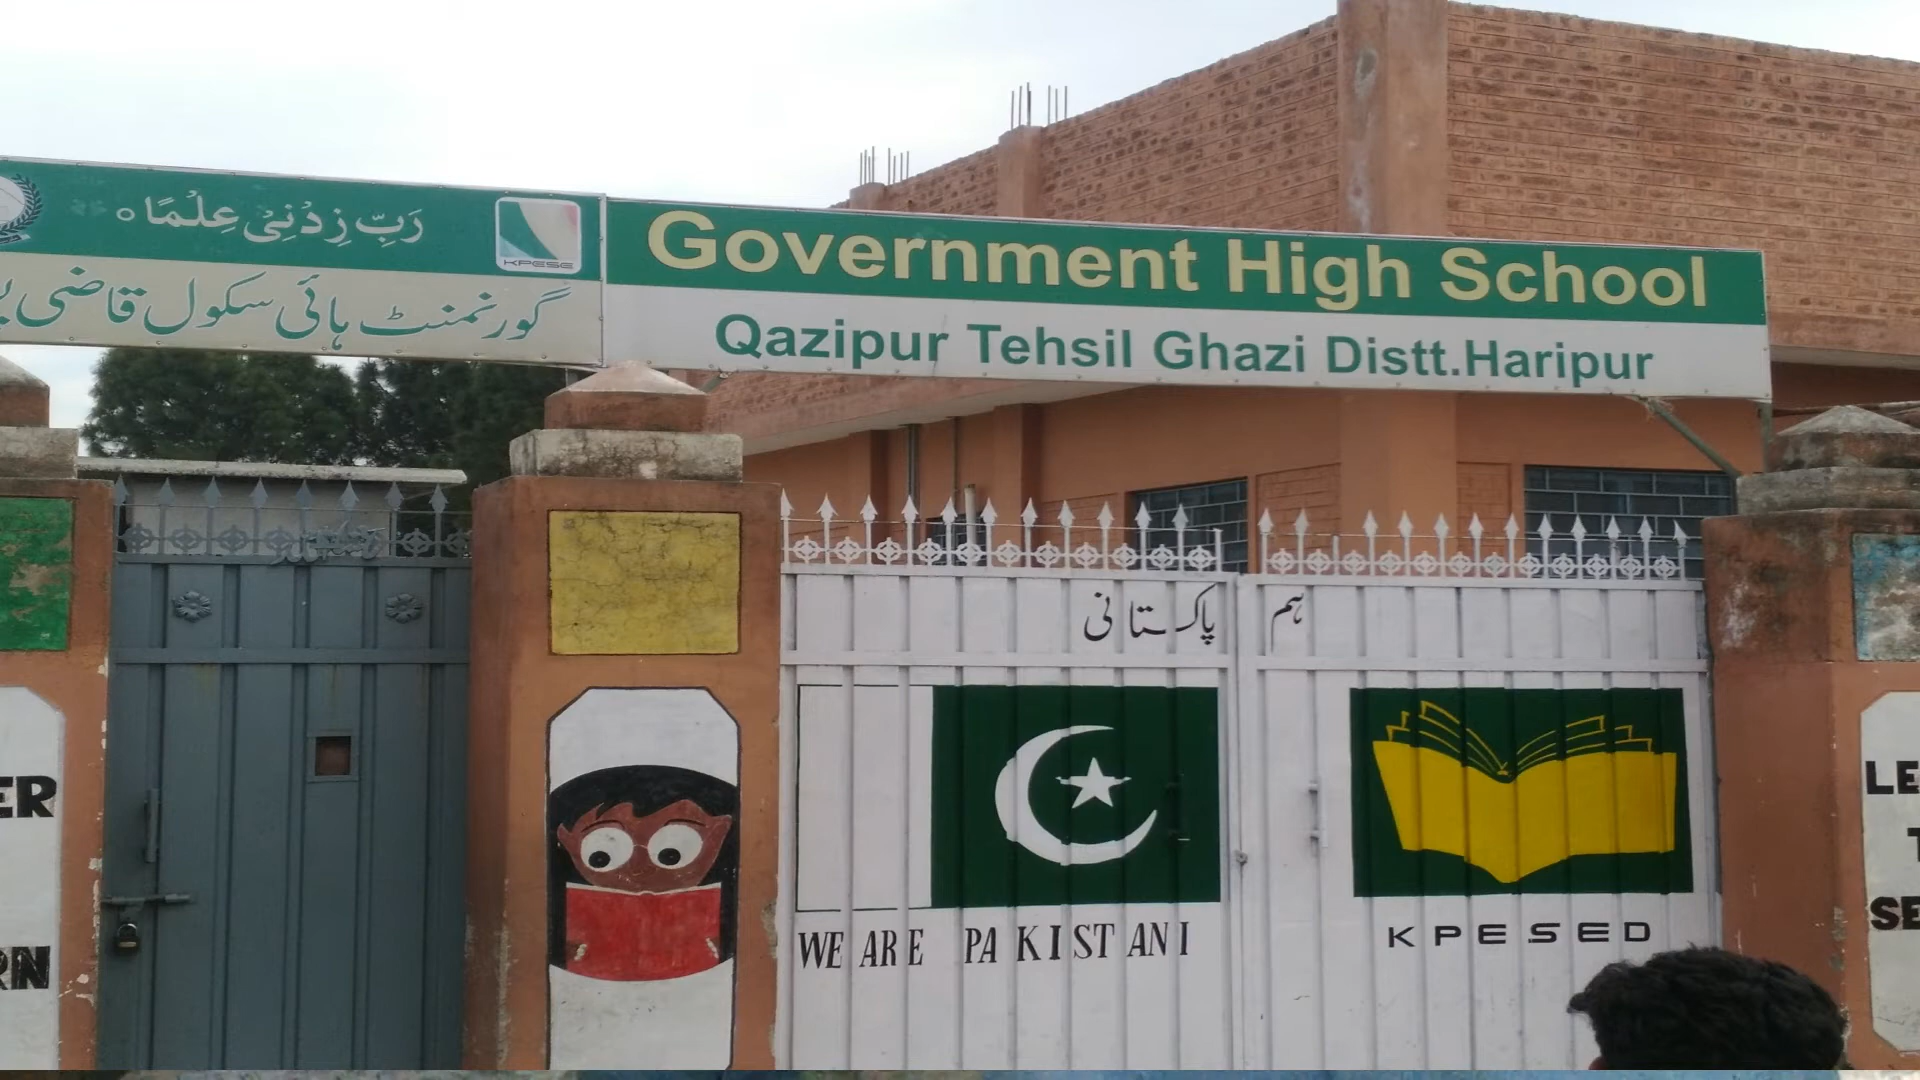 رَبِّ زِدْنِیْ عِلْمًا ہ
KPESE
گورنمنٹ ہائی سکول قاضی
Government High School
Qazipur Tehsil Ghazi Distt.Haripur
ہم پاکستانی
WE ARE PAKISTANI
KPESED